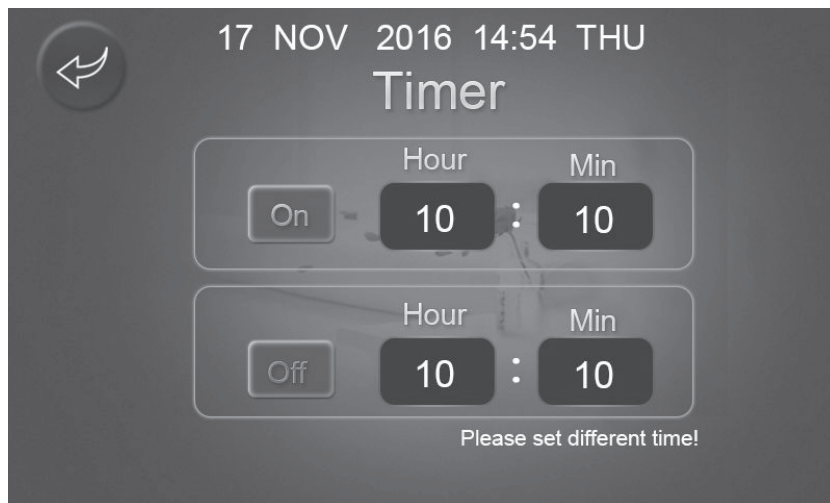 17 NOV 2016 14:54 THU
Timer
Hour Min
On 10 : 10
Hour Min
Off 10 : 10
Please set different time!